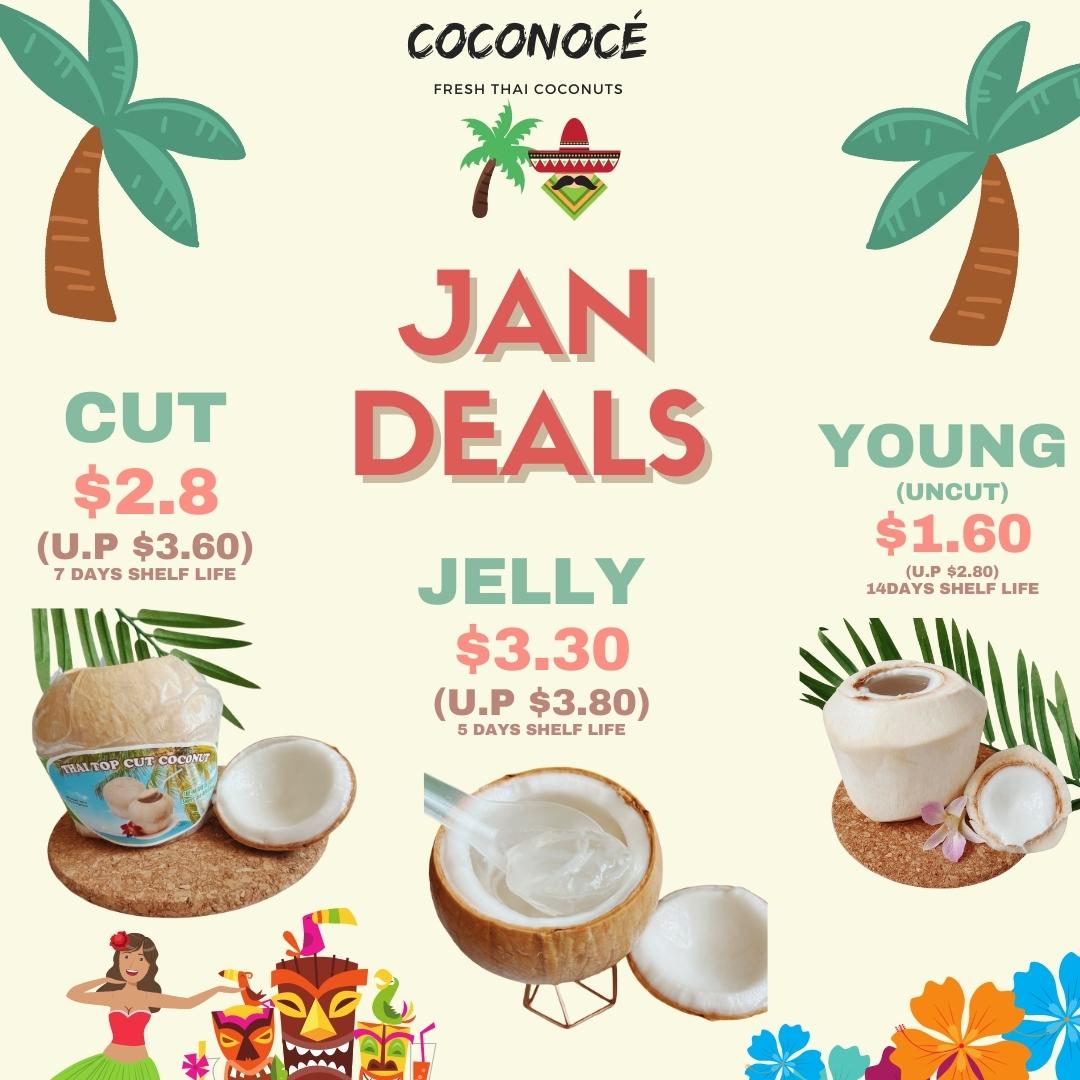 COCONOCÉ
FRESH THAI COCONUTS
JAN
DEALS
CUT
$2.8
(U.P $3.60)
7 DAYS SHELF LIFE
JELLY
$3.30
(U.P $3.80)
5 DAYS SHELF LIFE
YOUNG
(UNCUT)
$1.60
(U.P $2.80)
14DAYS SHELF LIFE
THAI TOP CUT COCONUT